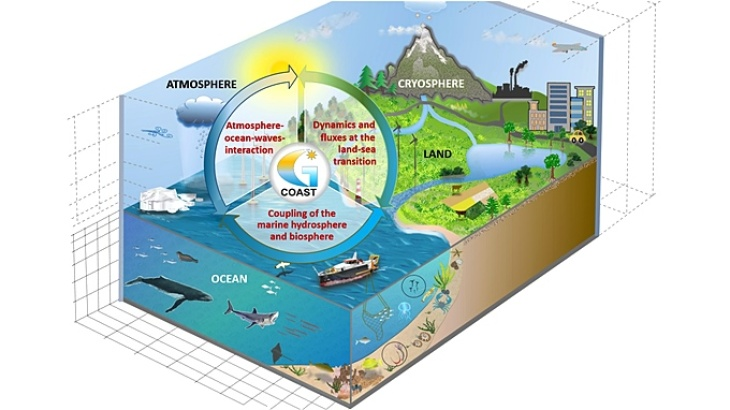 ATMOSPHERE
CRYOSPHERE
Atmosphere-
ocean-waves-
interaction
Dynamics and
fluxes at the
land-sea
transition
LAND
G
COAST
Coupling of the
marine hydrosphere
and biosphere
OCEAN